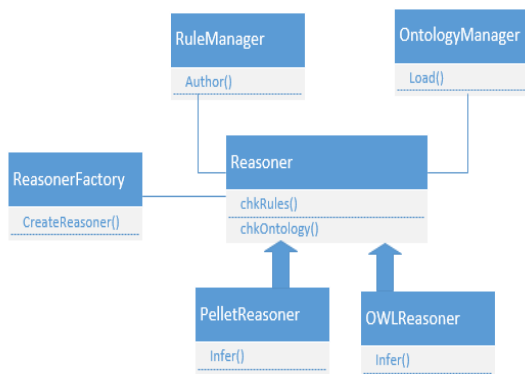 RuleManager
Author()
OntologyManager
Load()
Reasoner
chkRules()
chkOntology()
ReasonerFactory
CreateReasoner()
PelletReasoner
Infer()
OWLReasoner
Infer()